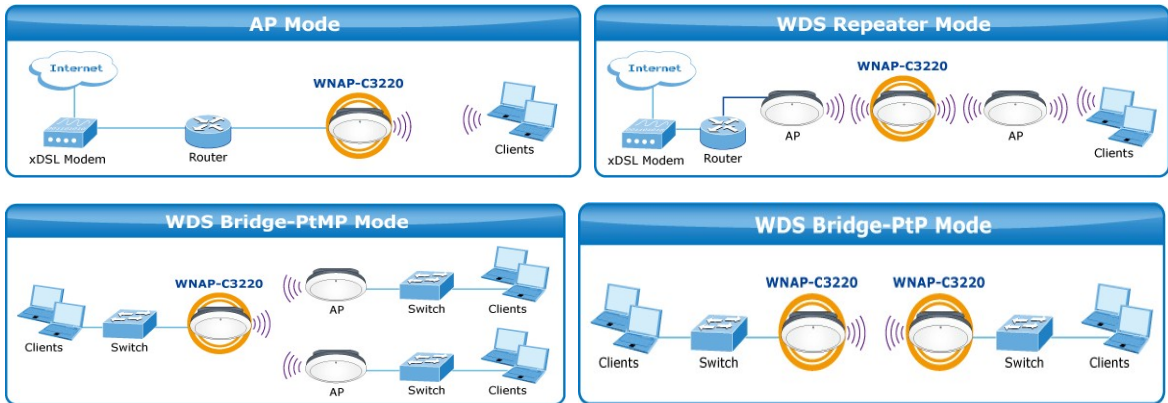 AP Mode
Internet
WNAP-C3220
xDSL Modem
Router
Clients
WDS Repeater Mode
Internet
WNAP-C3220
AP
AP
xDSL Modem
Router
Clients
WDS Bridge-PtMP Mode
WNAP-C3220
AP
Switch
Clients
Clients
Switch
AP
Switch
Clients
WDS Bridge-PtP Mode
WNAP-C3220
WNAP-C3220
Clients
Switch
Switch
Clients